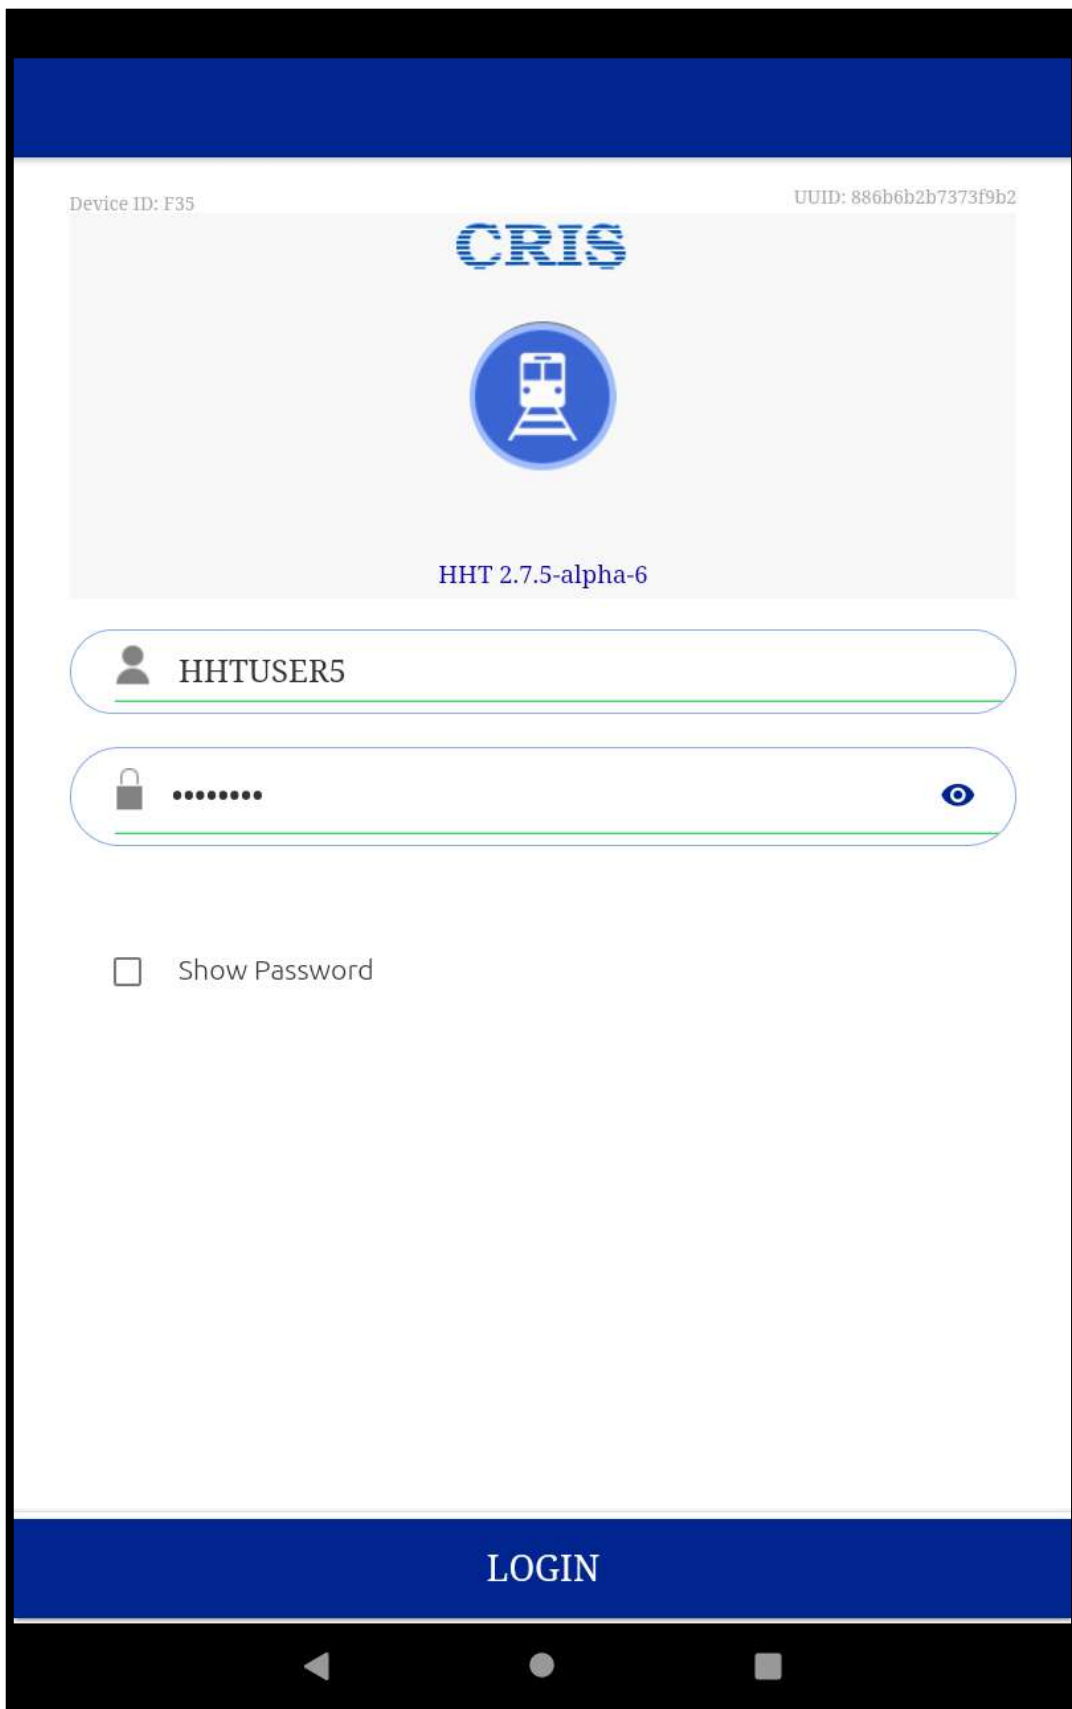 Device ID: F35
UUID: 886b6b2b7373f9b2
CRIS
HHT 2.7.5-alpha-6
HHTUSER5
••••••••
Show Password
LOGIN